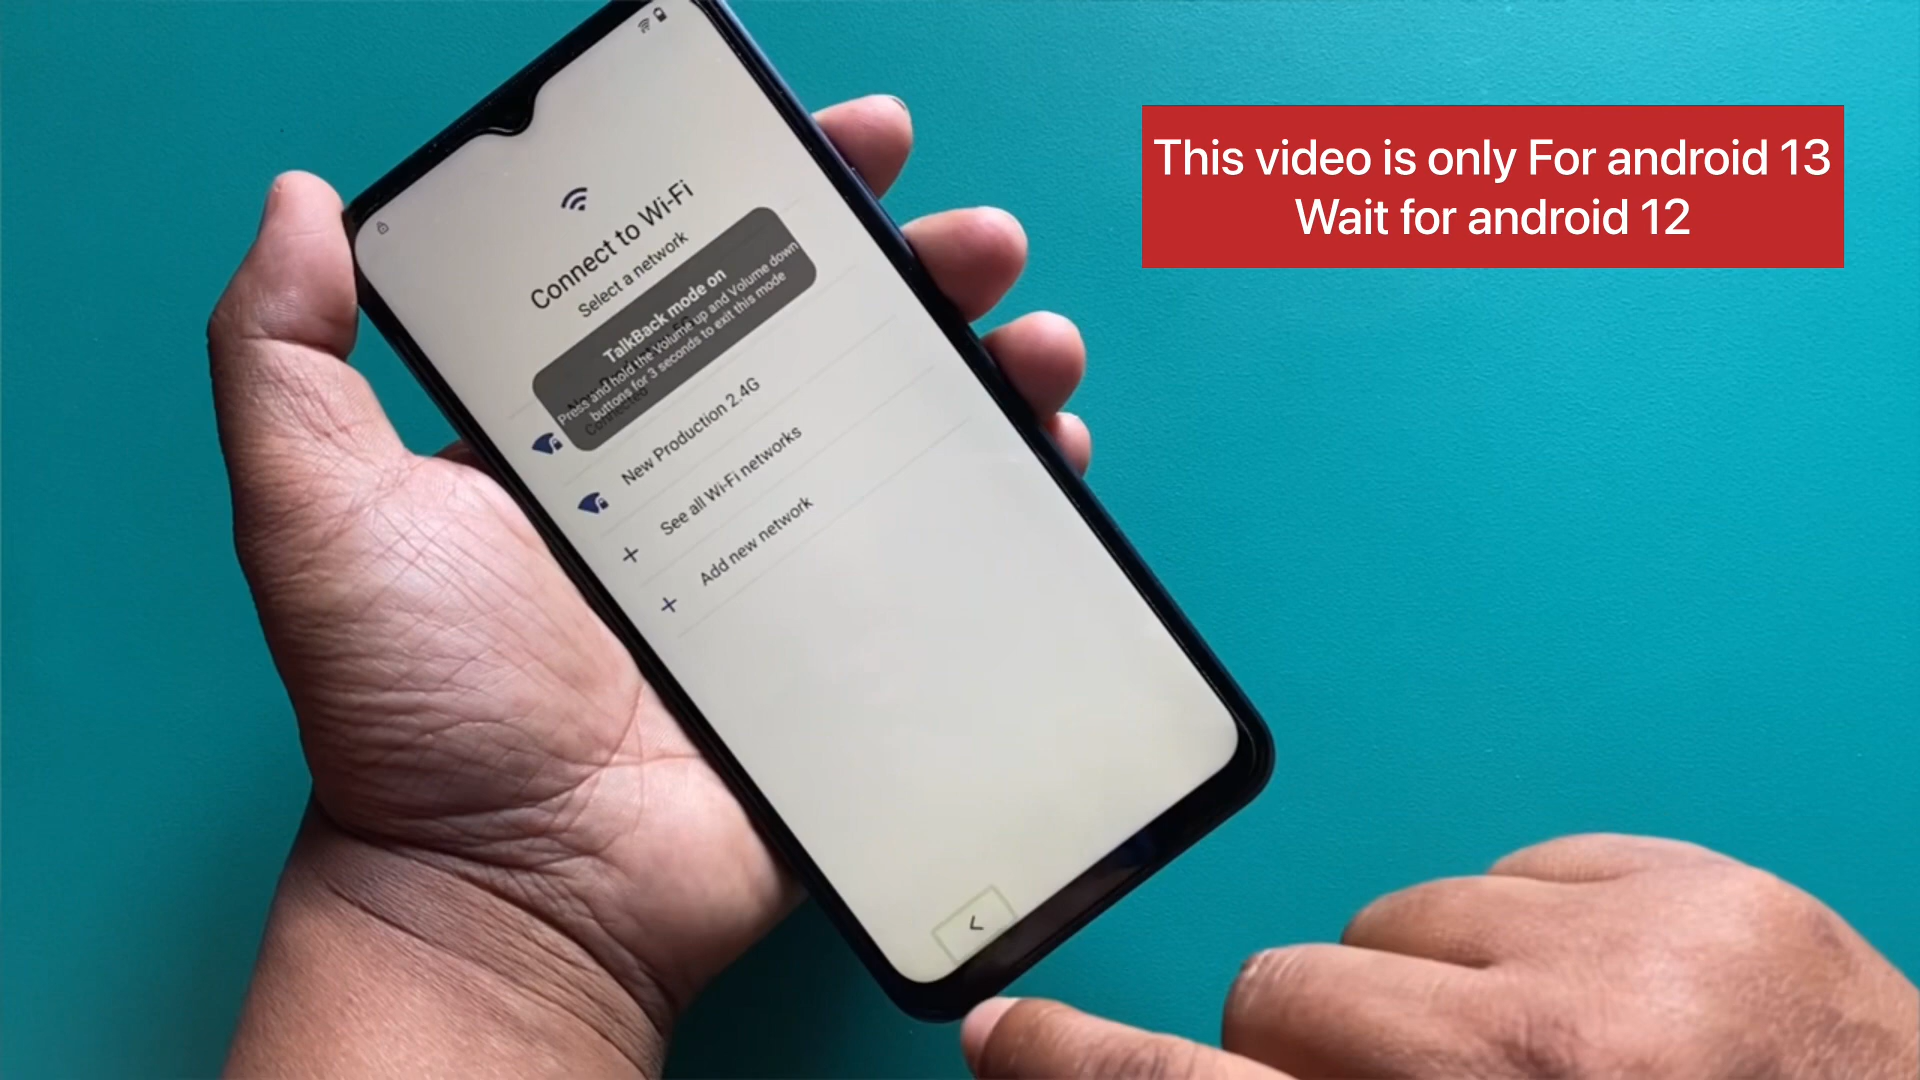 This video is only For android 13
Wait for android 12
Connect to Wi-Fi
Select a network
TalkBack mode on
Press and hold the Volume up and Volume down
buttons for 3 seconds to exit this mode
Connected
New Production 2.4G
See all Wi-Fi networks
Add new network